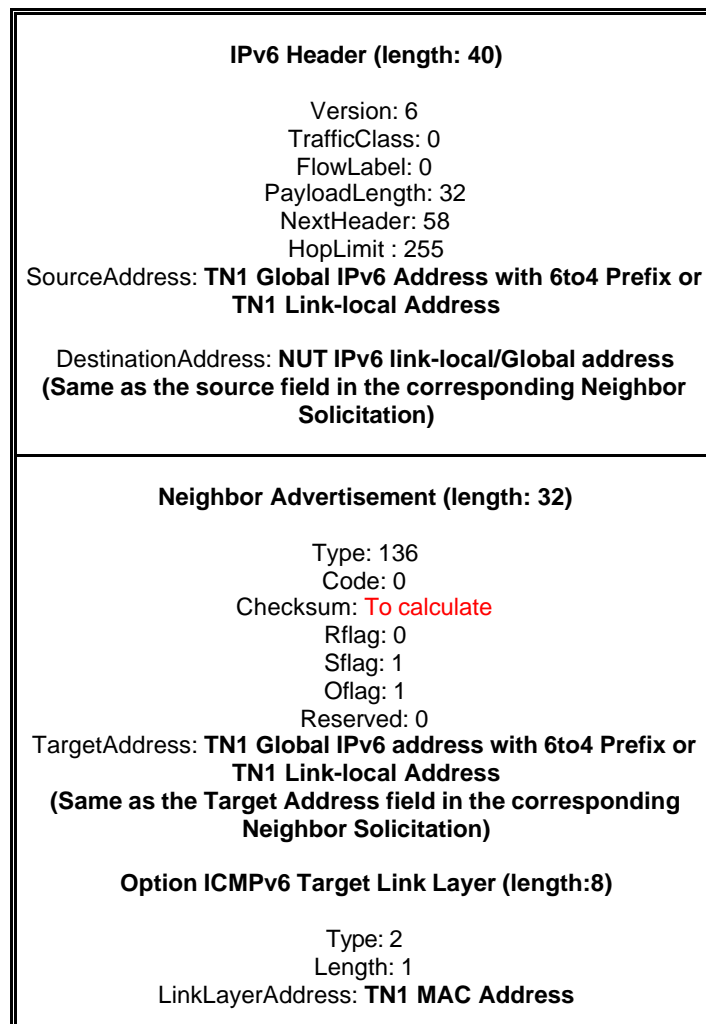 IPv6 Header (length: 40)
Version: 6
TrafficClass: 0
FlowLabel: 0
PayloadLength: 32
NextHeader: 58
HopLimit : 255
SourceAddress: TN1 Global IPv6 Address with 6to4 Prefix or
TN1 Link-local Address
DestinationAddress: NUT IPv6 link-local/Global address
(Same as the source field in the corresponding Neighbor
Solicitation)
Neighbor Advertisement (length: 32)
Type: 136
Code: 0
Checksum: To calculate
Rflag: 0
Sflag: 1
Oflag: 1
Reserved: 0
TargetAddress: TN1 Global IPv6 address with 6to4 Prefix or
TN1 Link-local Address
(Same as the Target Address field in the corresponding
Neighbor Solicitation)
Option ICMPv6 Target Link Layer (length:8)
Type: 2
Length: 1
LinkLayerAddress: TN1 MAC Address